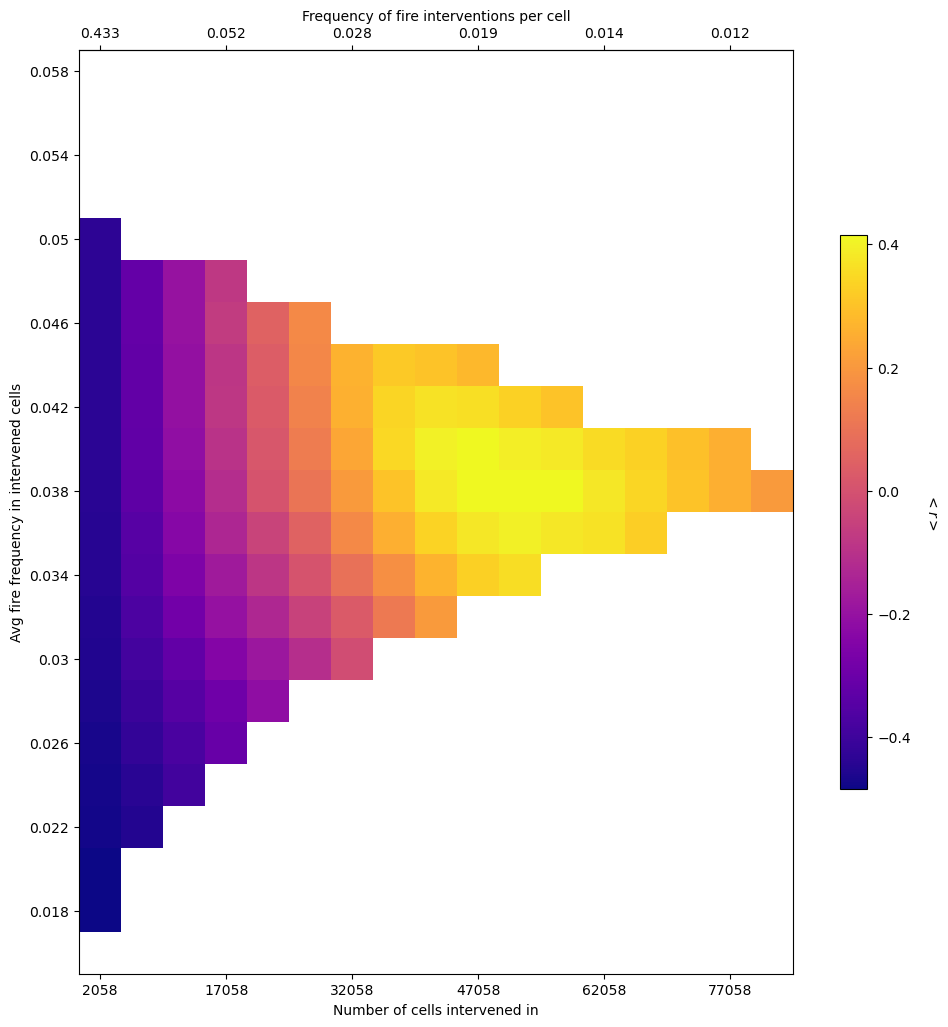 Frequency of fire interventions per cell
0.433 0.052 0.028 0.019 0.014 0.012
Avg fire frequency in intervened cells
0.058
0.054
0.05
0.046
0.042
0.038
0.034
0.03
0.026
0.022
0.018
2058 17058 32058 47058 62058 77058
Number of cells intervened in
0.4
0.2
0.0
−0.2
−0.4
< r >